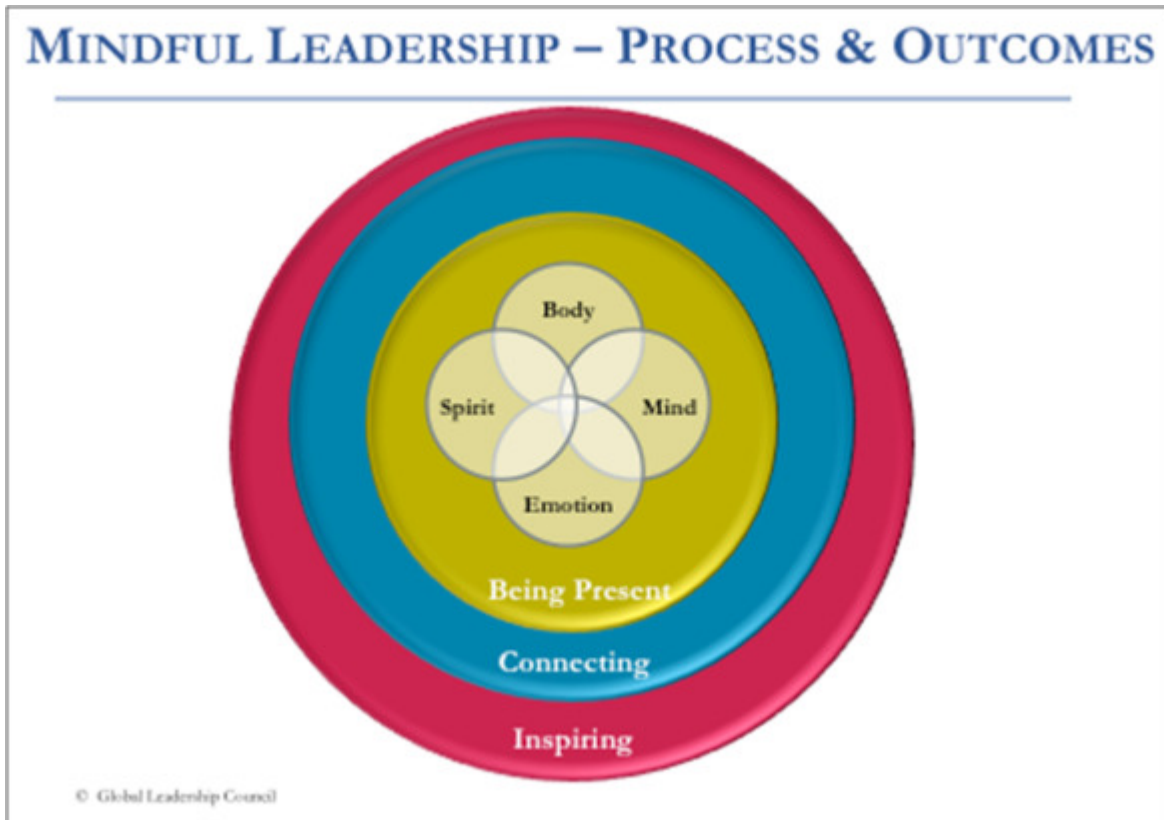 MINDFUL LEADERSHIP – PROCESS & OUTCOMES
Body
Spirit
Mind
Emotion
Being Present
Connecting
Inspiring
© Global Leadership Council